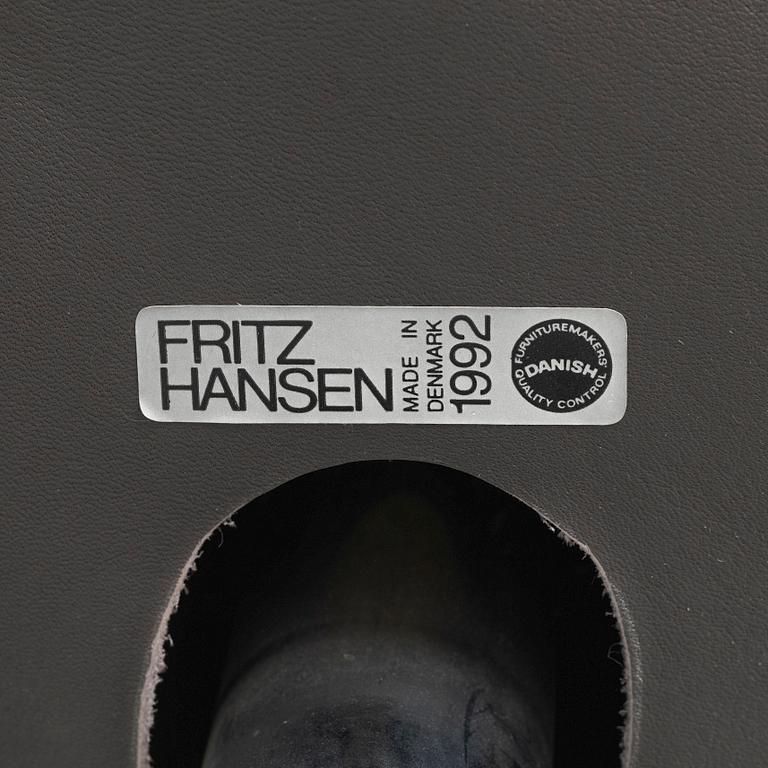 FRITZ
HANSEN
MADE IN
DENMARK
1992
FURNITUREMAKERS'
DANISH
QUALITY CONTROL